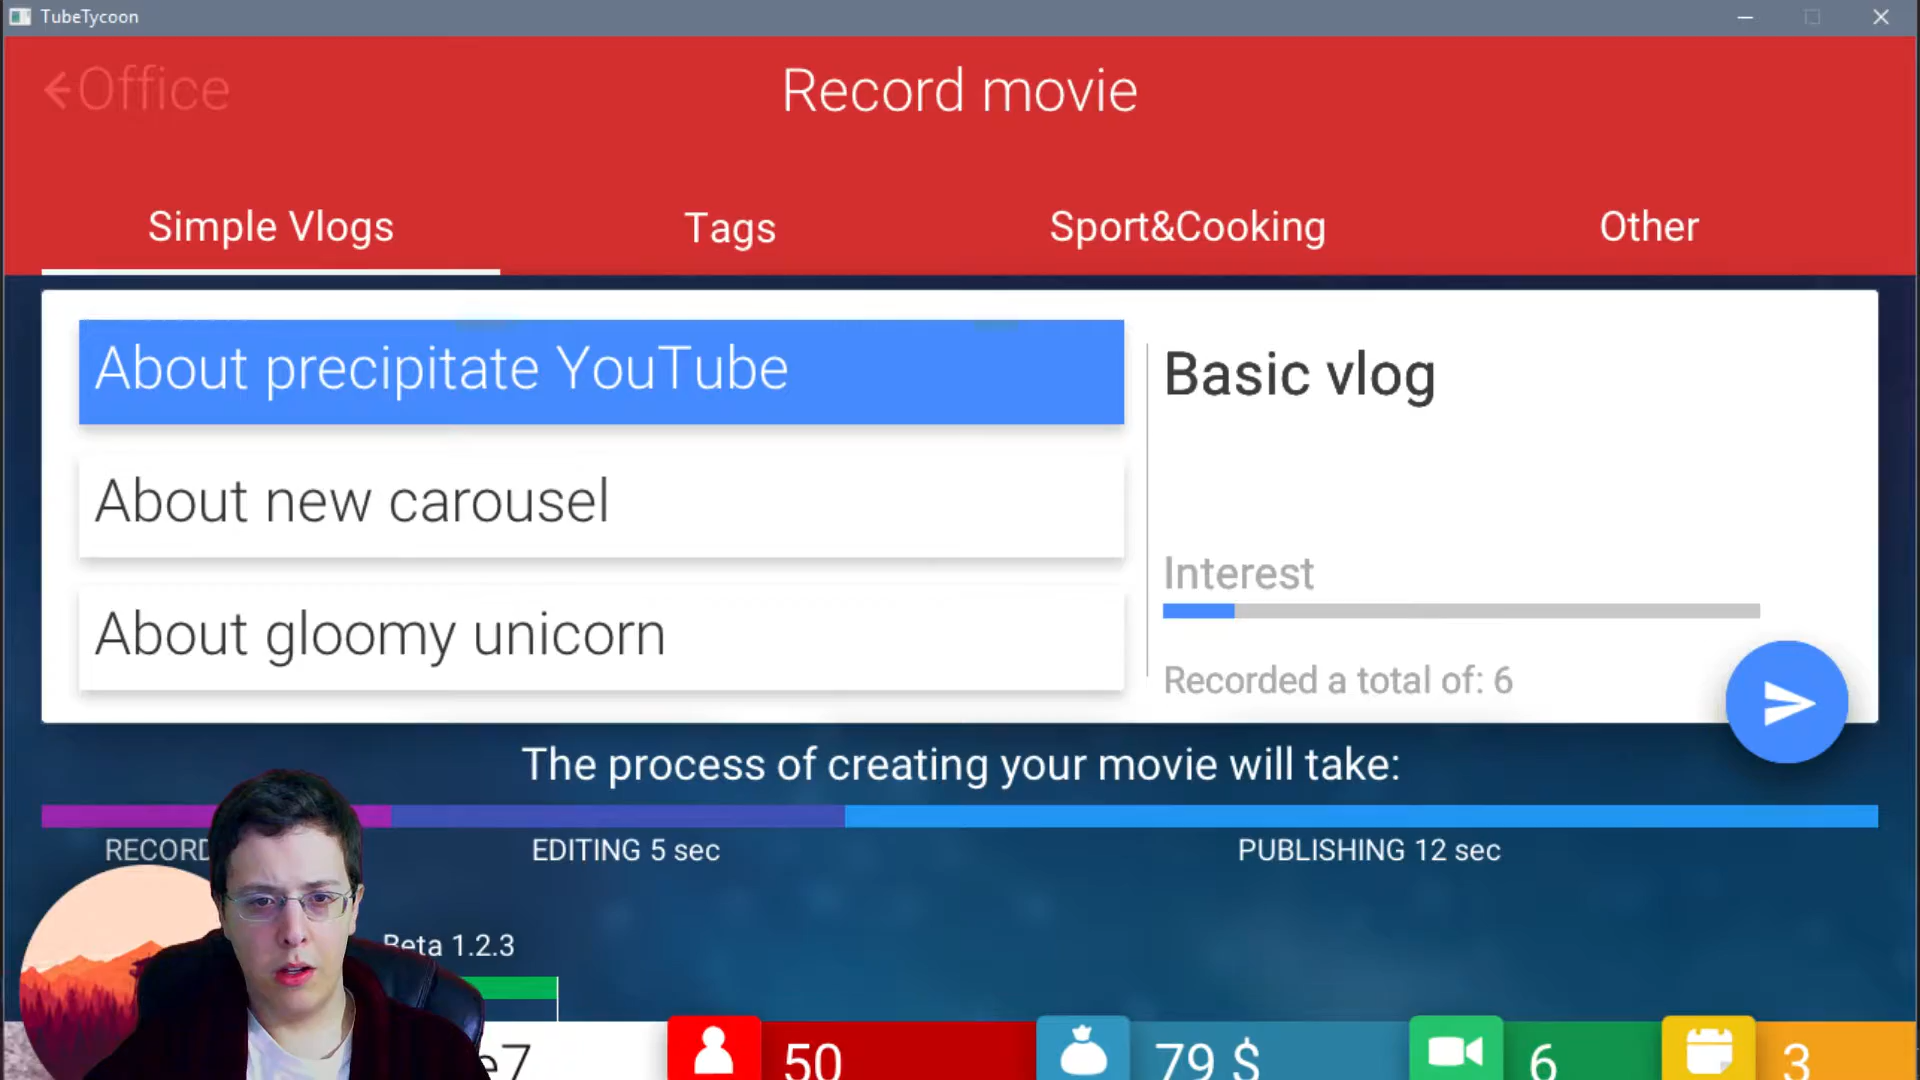 TubeTycoon
Office
Record movie
Simple Vlogs
Tags
Sport&Cooking
Other
About precipitate YouTube
About new carousel
About gloomy unicorn
Basic vlog
Interest
Recorded a total of: 6
The process of creating your movie will take:
EDITING 5 sec
PUBLISHING 12 sec
Beta 1.2.3
50
79 $
6
3